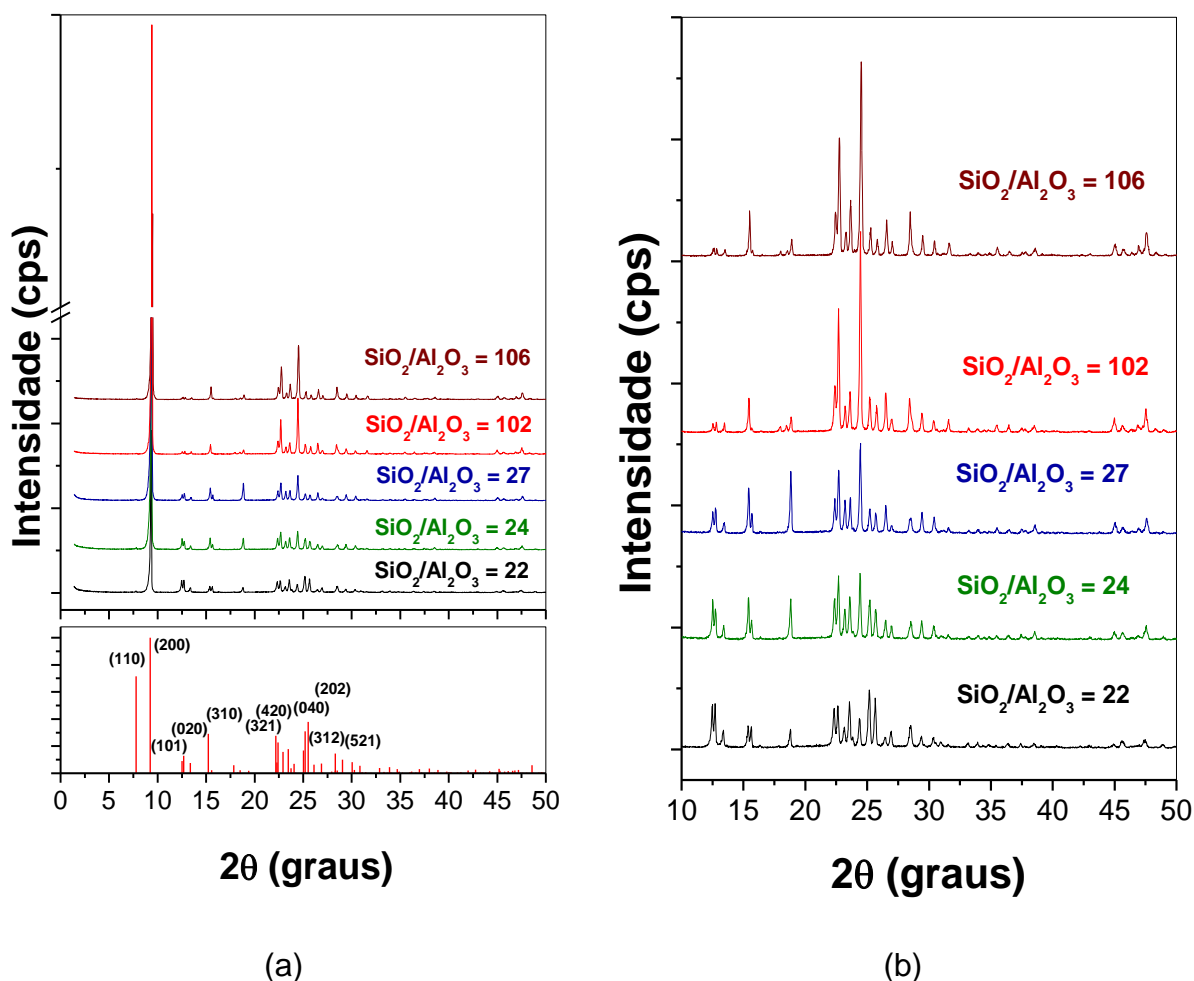 Intensidade (cps)
SiO₂/Al₂O₃ = 106
SiO₂/Al₂O₃ = 102
SiO₂/Al₂O₃ = 27
SiO₂/Al₂O₃ = 24
SiO₂/Al₂O₃ = 22
(110)
(200)
(101)
(020)
(310)
(321)
(420)
(040)
(202)
(312)
(521)
0 5 10 15 20 25 30 35 40 45 50
2θ (graus)
(a)
Intensidade (cps)
SiO₂/Al₂O₃ = 106
SiO₂/Al₂O₃ = 102
SiO₂/Al₂O₃ = 27
SiO₂/Al₂O₃ = 24
SiO₂/Al₂O₃ = 22
10 15 20 25 30 35 40 45 50
2θ (graus)
(b)